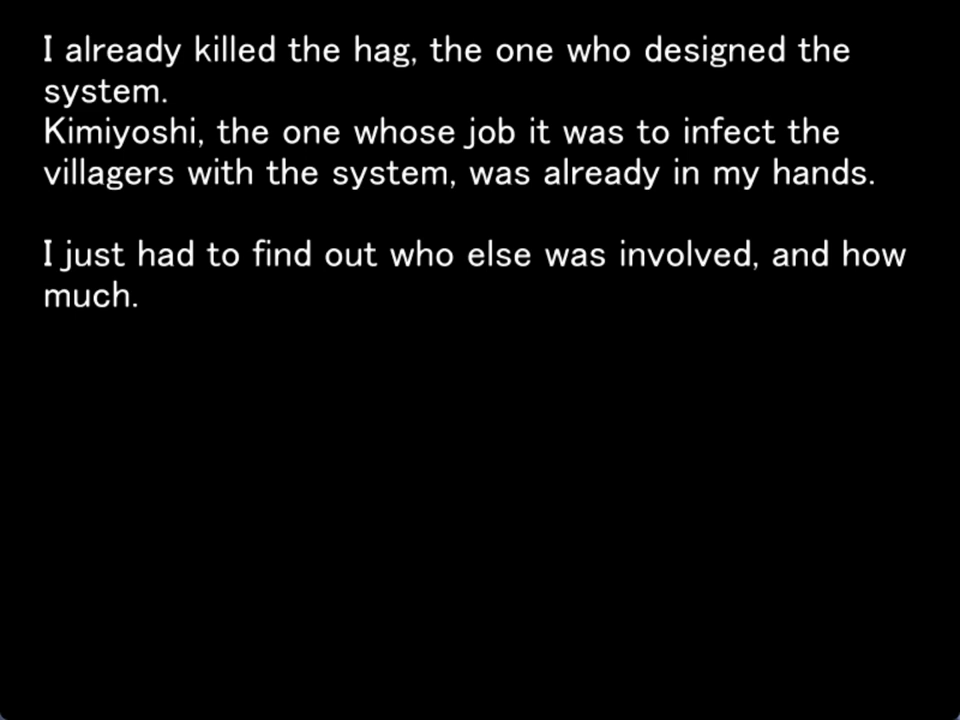 I already killed the hag, the one who designed the
system.
Kimiyoshi, the one whose job it was to infect the
villagers with the system, was already in my hands.
I just had to find out who else was involved, and how
much.